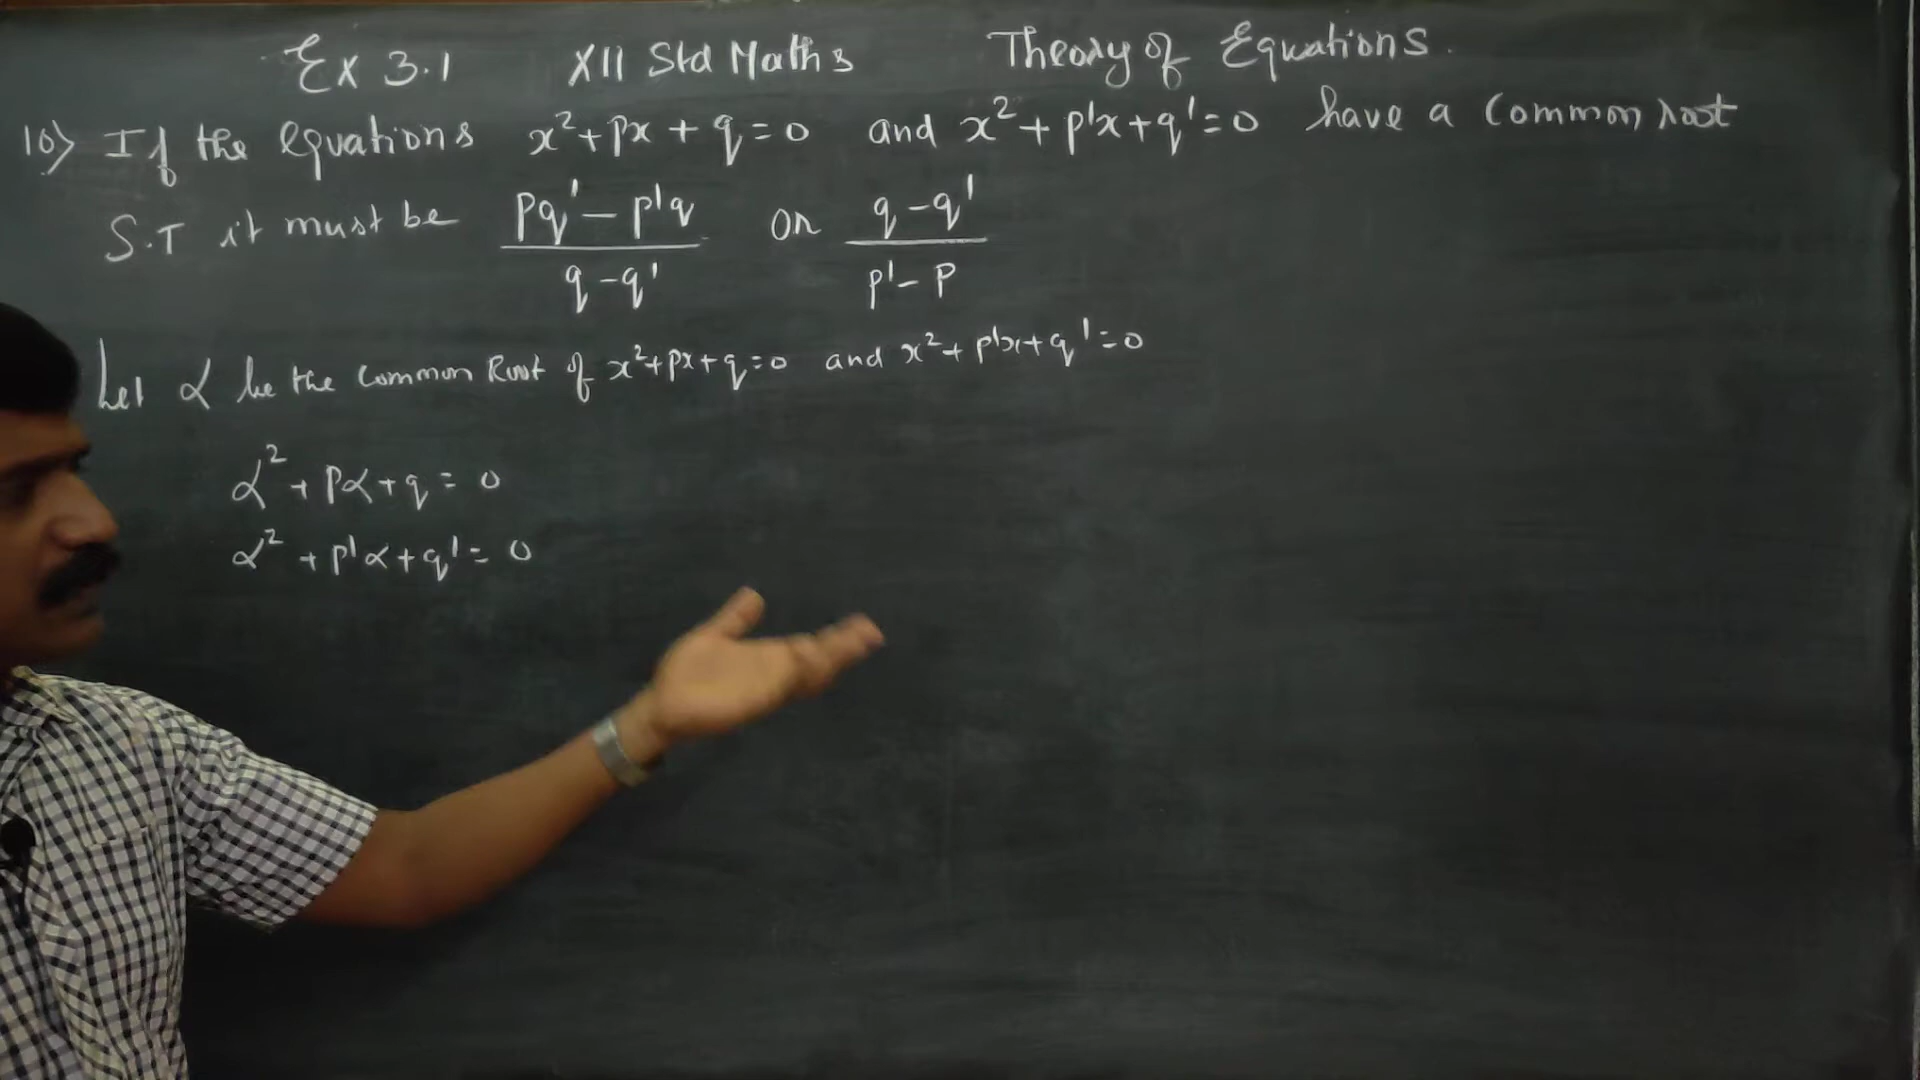 Ex 3.1 XII Std Maths Theory of Equations.
10) If the equations x²+px+q=0 and x²+p'x+q'=0 have a common root
S.T it must be (pq'-p'q)/(q-q') or (q-q')/(p'-p)
Let α be the common Root of x²+px+q=0 and x²+p'x+q'=0
α²+pα+q=0
α²+p'α+q'=0